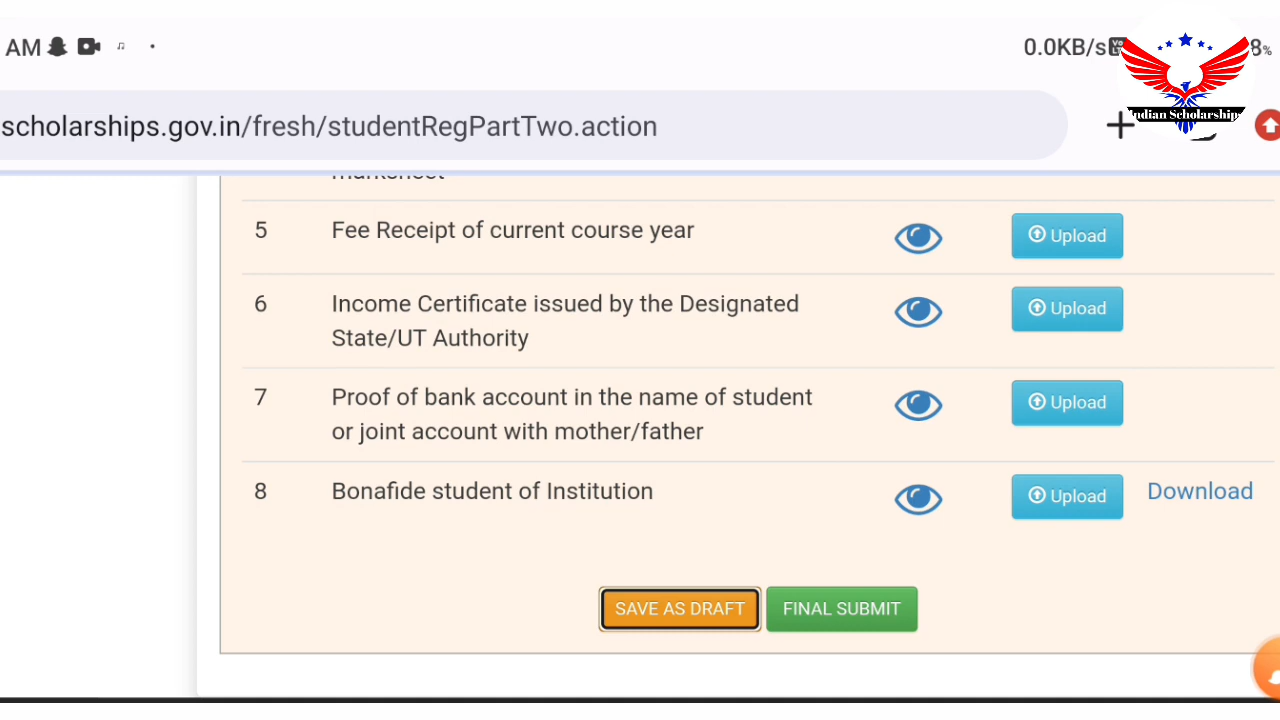 AM
0.0KB/s
8%
scholarships.gov.in/fresh/studentRegPartTwo.action
Indian Scholarships
marksheet
5 Fee Receipt of current course year Upload
6 Income Certificate issued by the Designated State/UT Authority Upload
7 Proof of bank account in the name of student or joint account with mother/father Upload
8 Bonafide student of Institution Upload Download
SAVE AS DRAFT FINAL SUBMIT